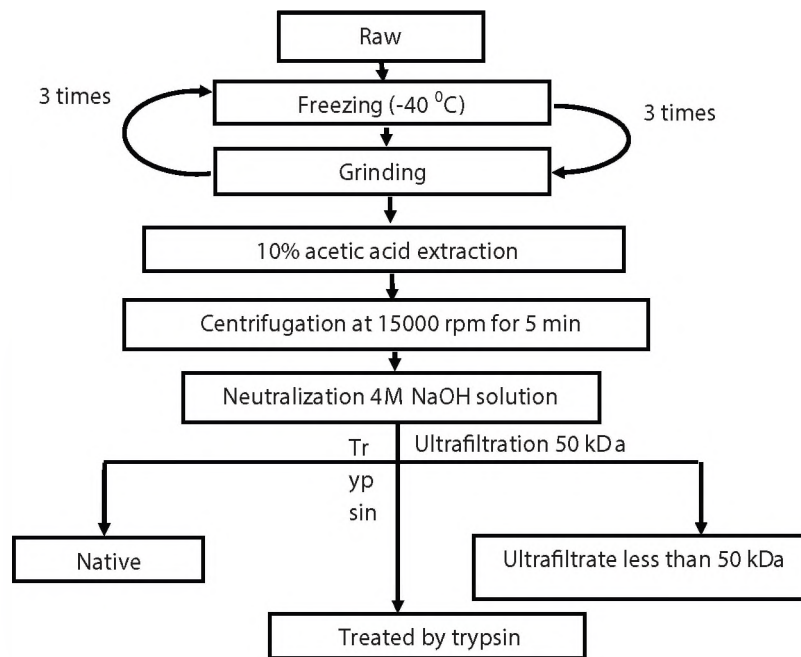 Raw
3 times
Freezing (-40 ⁰C)
3 times
Grinding
10% acetic acid extraction
Centrifugation at 15000 rpm for 5 min
Neutralization 4M NaOH solution
Tr
yp
sin
Ultrafiltration 50 kDa
Native
Ultrafiltrate less than 50 kDa
Treated by trypsin